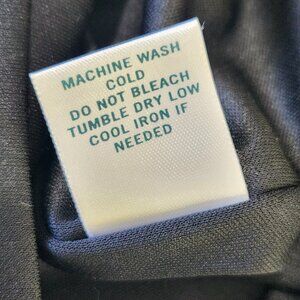 MACHINE WASH
COLD
DO NOT BLEACH
TUMBLE DRY LOW
COOL IRON IF
NEEDED